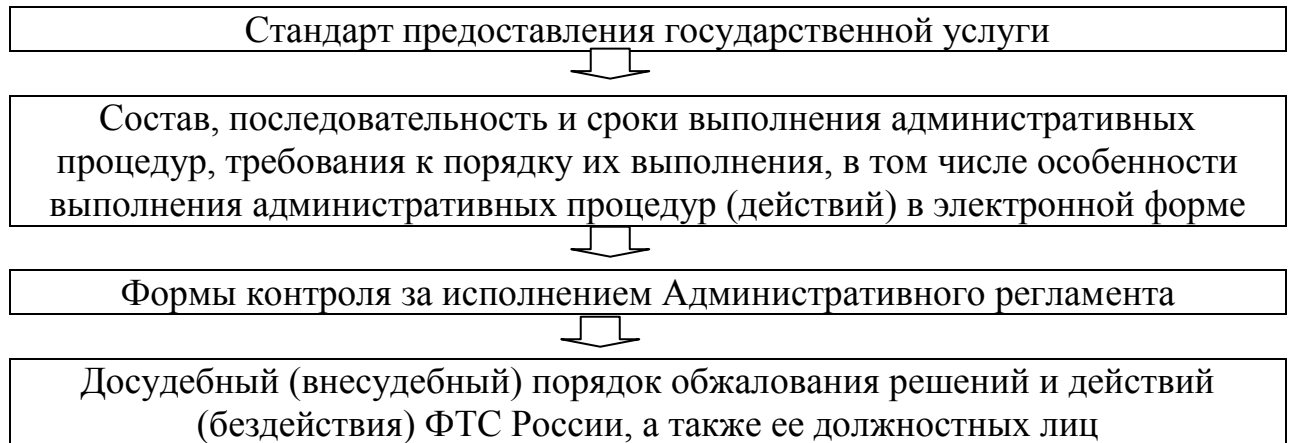 Стандарт предоставления государственной услуги
Состав, последовательность и сроки выполнения административных
процедур, требования к порядку их выполнения, в том числе особенности
выполнения административных процедур (действий) в электронной форме
Формы контроля за исполнением Административного регламента
Досудебный (внесудебный) порядок обжалования решений и действий
(бездействия) ФТС России, а также ее должностных лиц